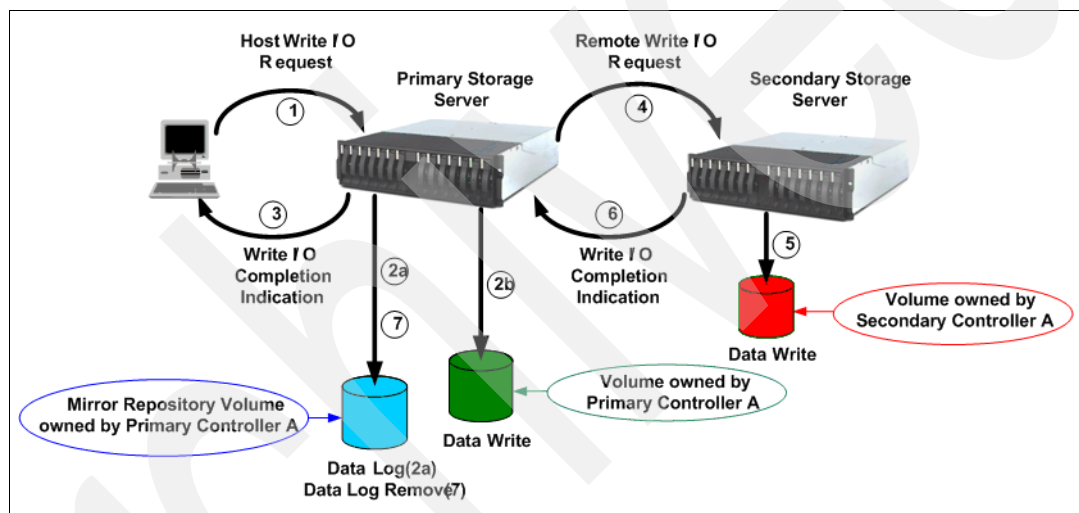 Host Write I/O
Request
Primary Storage
Server
Remote Write I/O
Request
Secondary Storage
Server
1
4
3
6
Write I/O
Completion
Indication
2a
2b
Write I/O
Completion
Indication
5
7
Volume owned by
Secondary Controller A
Data Write
Mirror Repository Volume
owned by Primary Controller A
Volume owned by
Primary Controller A
Data Write
Data Log(2a)
Data Log Remove(7)